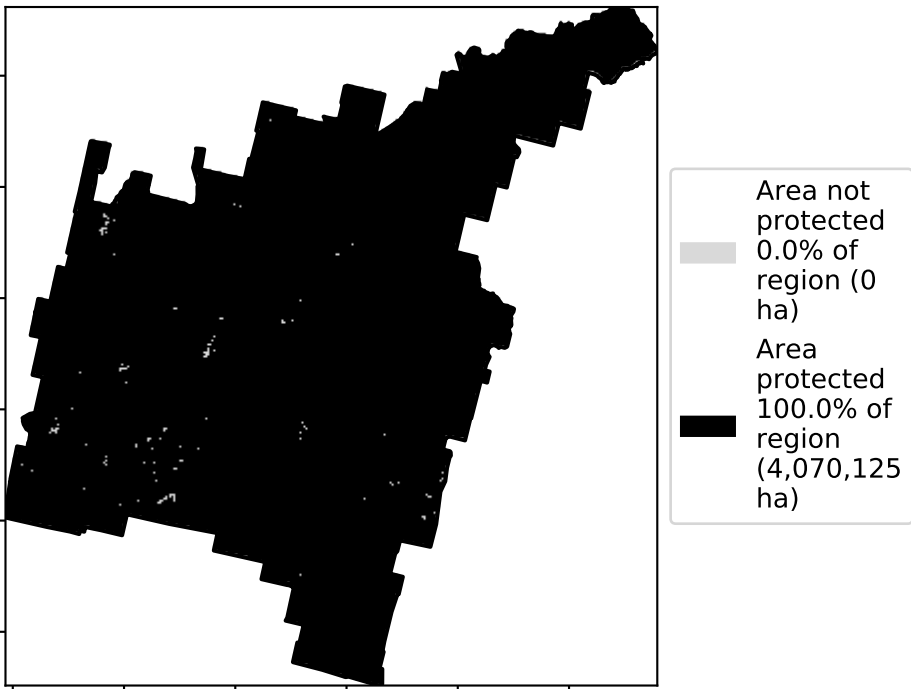 Area not
protected
0.0% of
region (0
ha)
Area
protected
100.0% of
region
(4,070,125
ha)